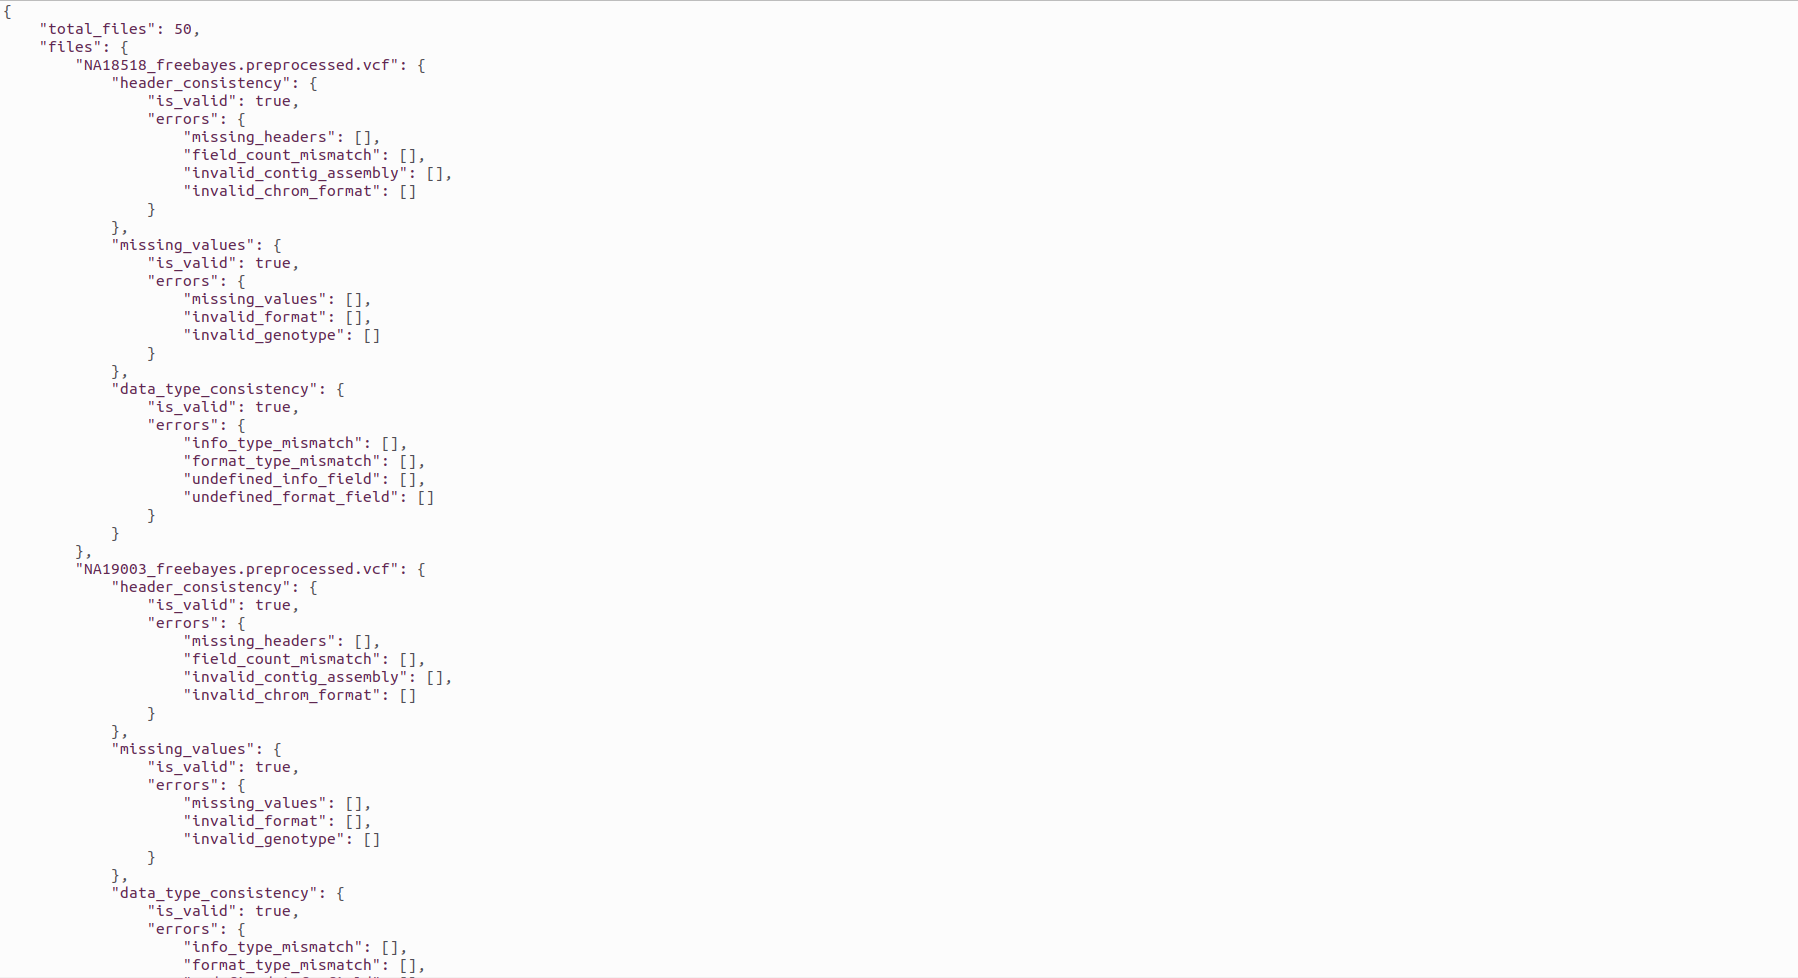 {
    "total_files": 50,
    "files": {
        "NA18518_freebayes.preprocessed.vcf": {
            "header_consistency": {
                "is_valid": true,
                "errors": {
                    "missing_headers": [],
                    "field_count_mismatch": [],
                    "invalid_contig_assembly": [],
                    "invalid_chrom_format": []
                }
            },
            "missing_values": {
                "is_valid": true,
                "errors": {
                    "missing_values": [],
                    "invalid_format": [],
                    "invalid_genotype": []
                }
            },
            "data_type_consistency": {
                "is_valid": true,
                "errors": {
                    "info_type_mismatch": [],
                    "format_type_mismatch": [],
                    "undefined_info_field": [],
                    "undefined_format_field": []
                }
            }
        },
        "NA19003_freebayes.preprocessed.vcf": {
            "header_consistency": {
                "is_valid": true,
                "errors": {
                    "missing_headers": [],
                    "field_count_mismatch": [],
                    "invalid_contig_assembly": [],
                    "invalid_chrom_format": []
                }
            },
            "missing_values": {
                "is_valid": true,
                "errors": {
                    "missing_values": [],
                    "invalid_format": [],
                    "invalid_genotype": []
                }
            },
            "data_type_consistency": {
                "is_valid": true,
                "errors": {
                    "info_type_mismatch": [],
                    "format_type_mismatch": [],